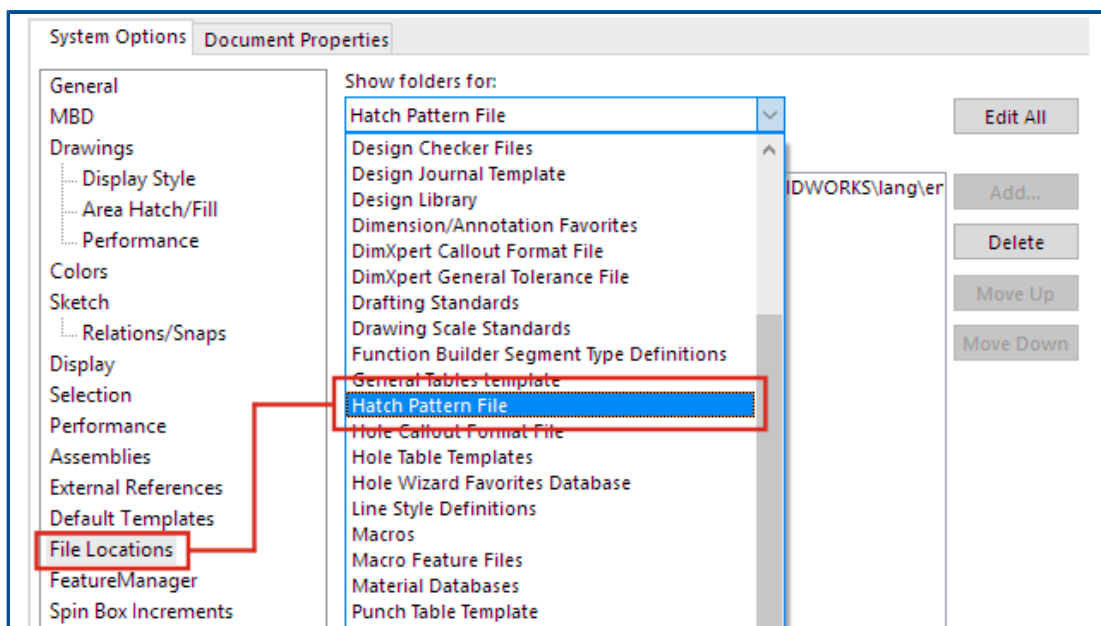 System Options Document Properties
General
MBD
Drawings
Display Style
Area Hatch/Fill
Performance
Colors
Sketch
Relations/Snaps
Display
Selection
Performance
Assemblies
External References
Default Templates
File Locations
FeatureManager
Spin Box Increments
Show folders for:
Hatch Pattern File
Design Checker Files
Design Journal Template
Design Library
Dimension/Annotation Favorites
DimXpert Callout Format File
DimXpert General Tolerance File
Drafting Standards
Drawing Scale Standards
Function Builder Segment Type Definitions
General Tables template
Hatch Pattern File
Hole Callout Format File
Hole Table Templates
Hole Wizard Favorites Database
Line Style Definitions
Macros
Macro Feature Files
Material Databases
Punch Table Template
IDWORKS\lang\en
Edit All
Add...
Delete
Move Up
Move Down